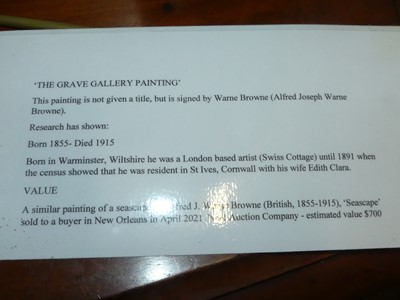 'THE GRAVE GALLERY PAINTING'
This painting is not given a title, but is signed by Warne Browne (Alfred Joseph Warne
Browne).
Research has shown:
Born 1855- Died 1915
Born in Warminster, Wiltshire he was a London based artist (Swiss Cottage) until 1891 when
the census showed that he was resident in St Ives, Cornwall with his wife Edith Clara.
VALUE
A similar painting of a J. Browne (British, 1855-1915), 'Seascape'
sold to a buyer in New Orleans in April 2021. Auction Company - estimated value $700